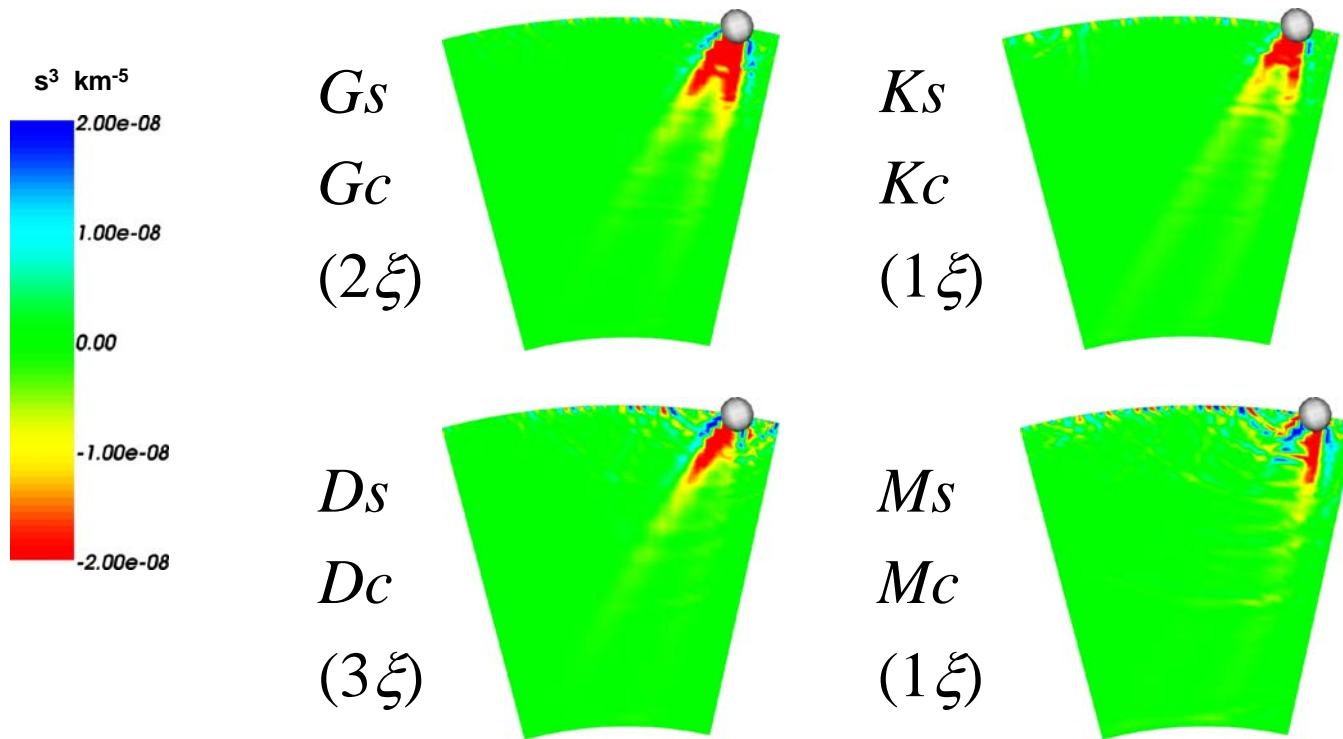 s³ km⁻⁵
2.00e-08
1.00e-08
0.00
-1.00e-08
-2.00e-08
Gs
Gc
(2ξ)
Ks
Kc
(1ξ)
Ds
Dc
(3ξ)
Ms
Mc
(1ξ)